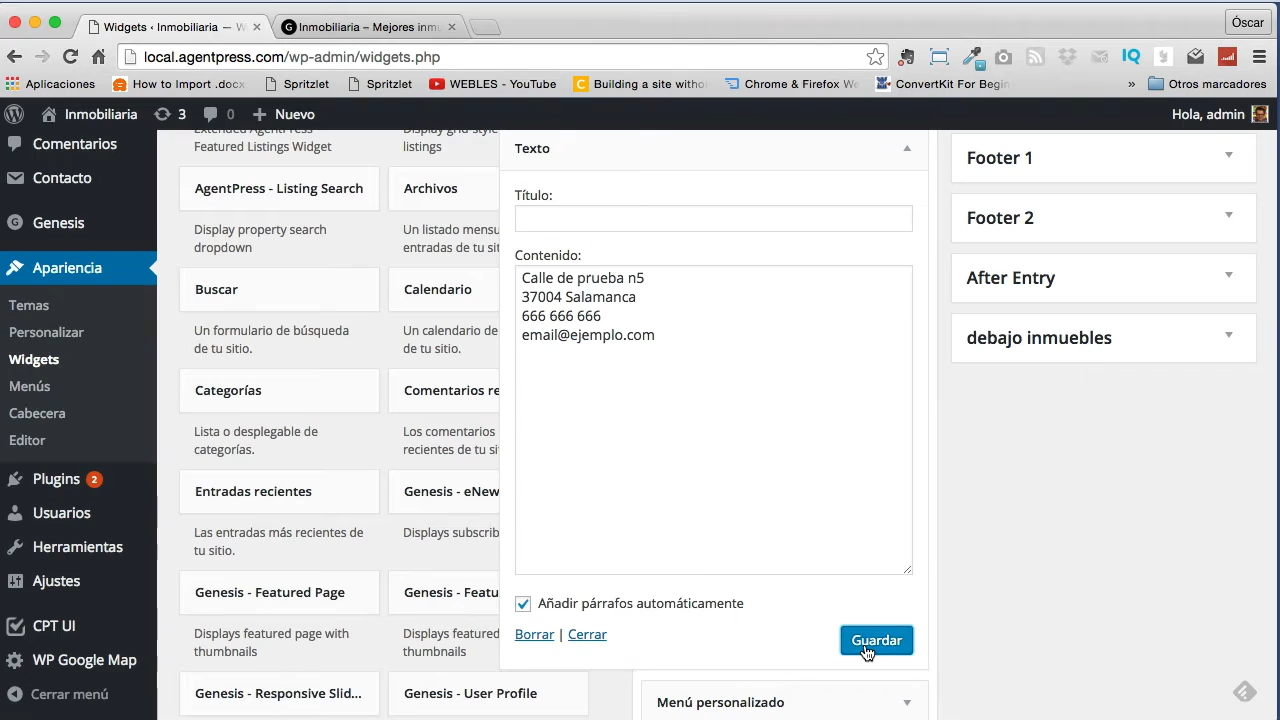 Widgets ‹ Inmobiliaria — W
Inmobiliaria – Mejores inmu
Óscar
local.agentpress.com/wp-admin/widgets.php
Aplicaciones
How to Import .docx
Spritzlet
Spritzlet
WEBLES - YouTube
Building a site witho
Chrome & Firefox We
ConvertKit For Begin
»
Otros marcadores
Inmobiliaria
3
0
Nuevo
Hola, admin
Comentarios
Contacto
Genesis
Apariencia
Temas
Personalizar
Widgets
Menús
Cabecera
Editor
Plugins 2
Usuarios
Herramientas
Ajustes
CPT UI
WP Google Map
Cerrar menú
Extended AgentPress
Featured Listings Widget
AgentPress - Listing Search
Display property search
dropdown
Buscar
Un formulario de búsqueda
de tu sitio.
Categorías
Lista o desplegable de
categorías.
Entradas recientes
Las entradas más recientes de
tu sitio.
Genesis - Featured Page
Displays featured page with
thumbnails
Genesis - Responsive Slid...
Display grid-style
listings
Archivos
Un listado mensu
entradas de tu sit
Calendario
Un calendario de
de tu sitio.
Comentarios re
Los comentarios
recientes de tu si
Genesis - eNew
Displays subscrib
Genesis - Featu
Displays featured
thumbnails
Genesis - User Profile
Texto
Título:
Contenido:
Calle de prueba n5
37004 Salamanca
666 666 666
email@ejemplo.com
Añadir párrafos automáticamente
Borrar | Cerrar
Guardar
Menú personalizado
Footer 1
Footer 2
After Entry
debajo inmuebles